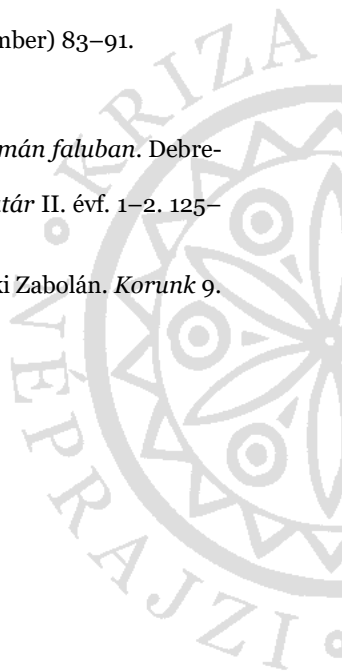 mber) 83–91.
mán faluban. Debre-
tár II. évf. 1–2. 125–
ki Zabolán. Korunk 9.
KRIZA
NÉPRAJZI